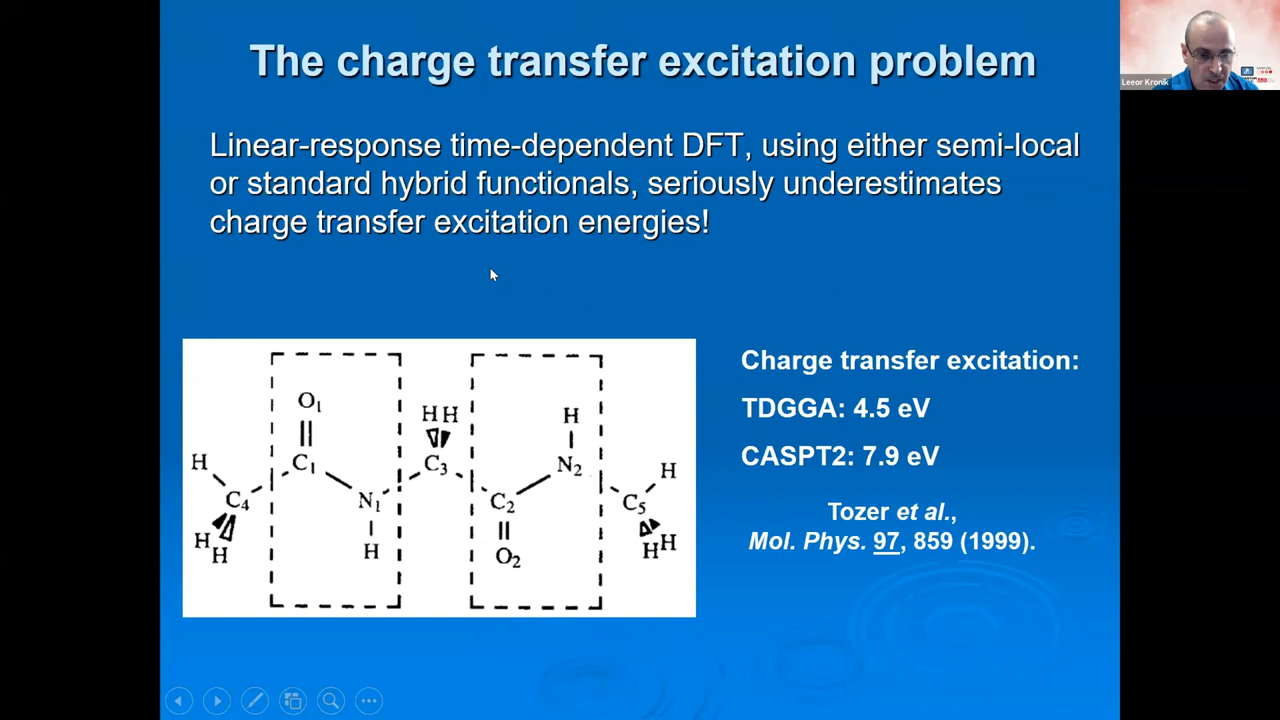 The charge transfer excitation problem
Leeor Kronik
Linear-response time-dependent DFT, using either semi-local
or standard hybrid functionals, seriously underestimates
charge transfer excitation energies!
O1
H H
H
H
C1
C3
N2
H
C4
N1
C2
C5
H
H
H
O2
H
H
Charge transfer excitation:
TDGGA: 4.5 eV
CASPT2: 7.9 eV
Tozer et al.,
Mol. Phys. 97, 859 (1999).